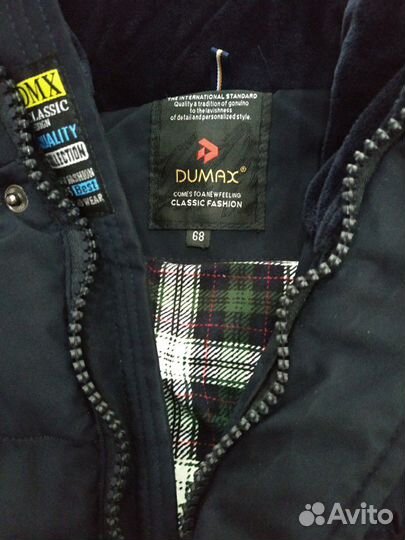 DMX
CLASSIC
QUALITY
COLLECTION
FASHION
Best
WEAR
THE INTERNATIONAL STANDARD
Quality a tradition of gonuino
to the lavishness
of detail and personalized style.
DUMAX®
COMES TO A NEW FEELING
CLASSIC FASHION
68
Avito